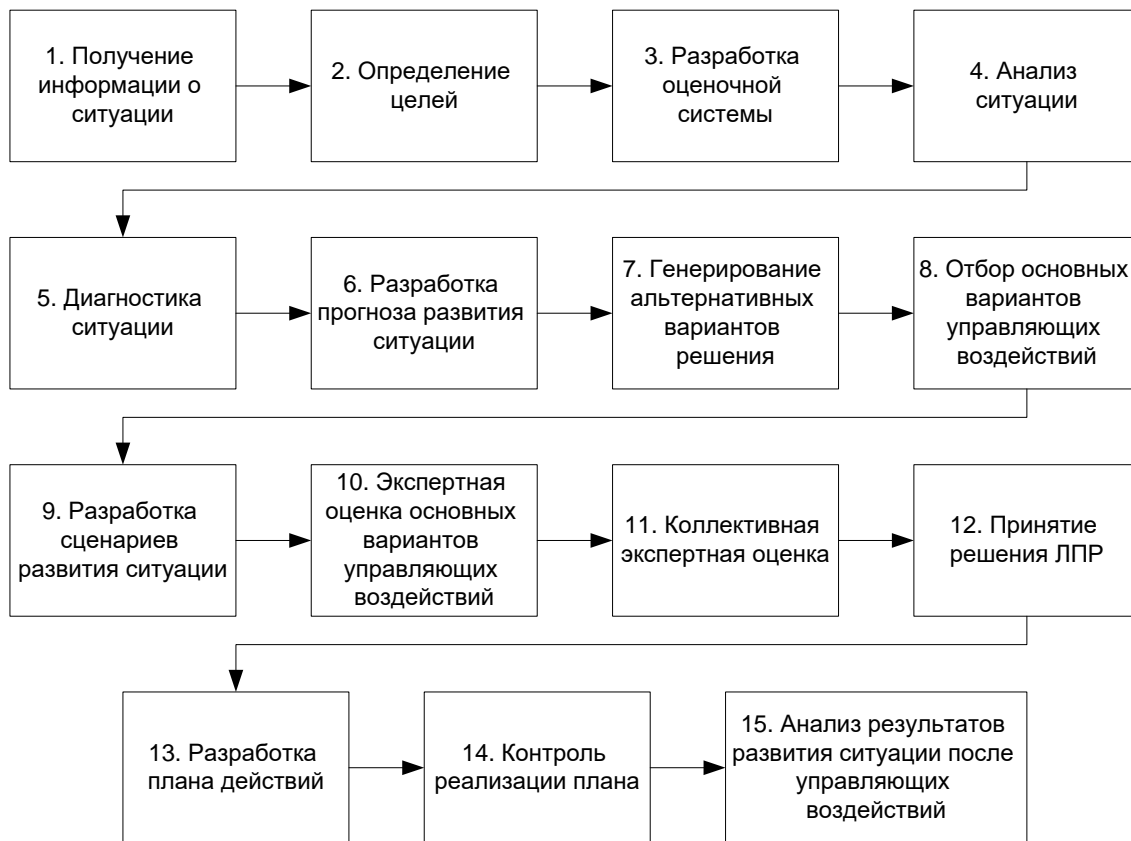 1. Получение
информации о
ситуации
2. Определение
целей
3. Разработка
оценочной
системы
4. Анализ
ситуации
5. Диагностика
ситуации
6. Разработка
прогноза развития
ситуации
7. Генерирование
альтернативных
вариантов
решения
8. Отбор основных
вариантов
управляющих
воздействий
9. Разработка
сценариев
развития ситуации
10. Экспертная
оценка основных
вариантов
управляющих
воздействий
11. Коллективная
экспертная оценка
12. Принятие
решения ЛПР
13. Разработка
плана действий
14. Контроль
реализации плана
15. Анализ результатов
развития ситуации после
управляющих
воздействий